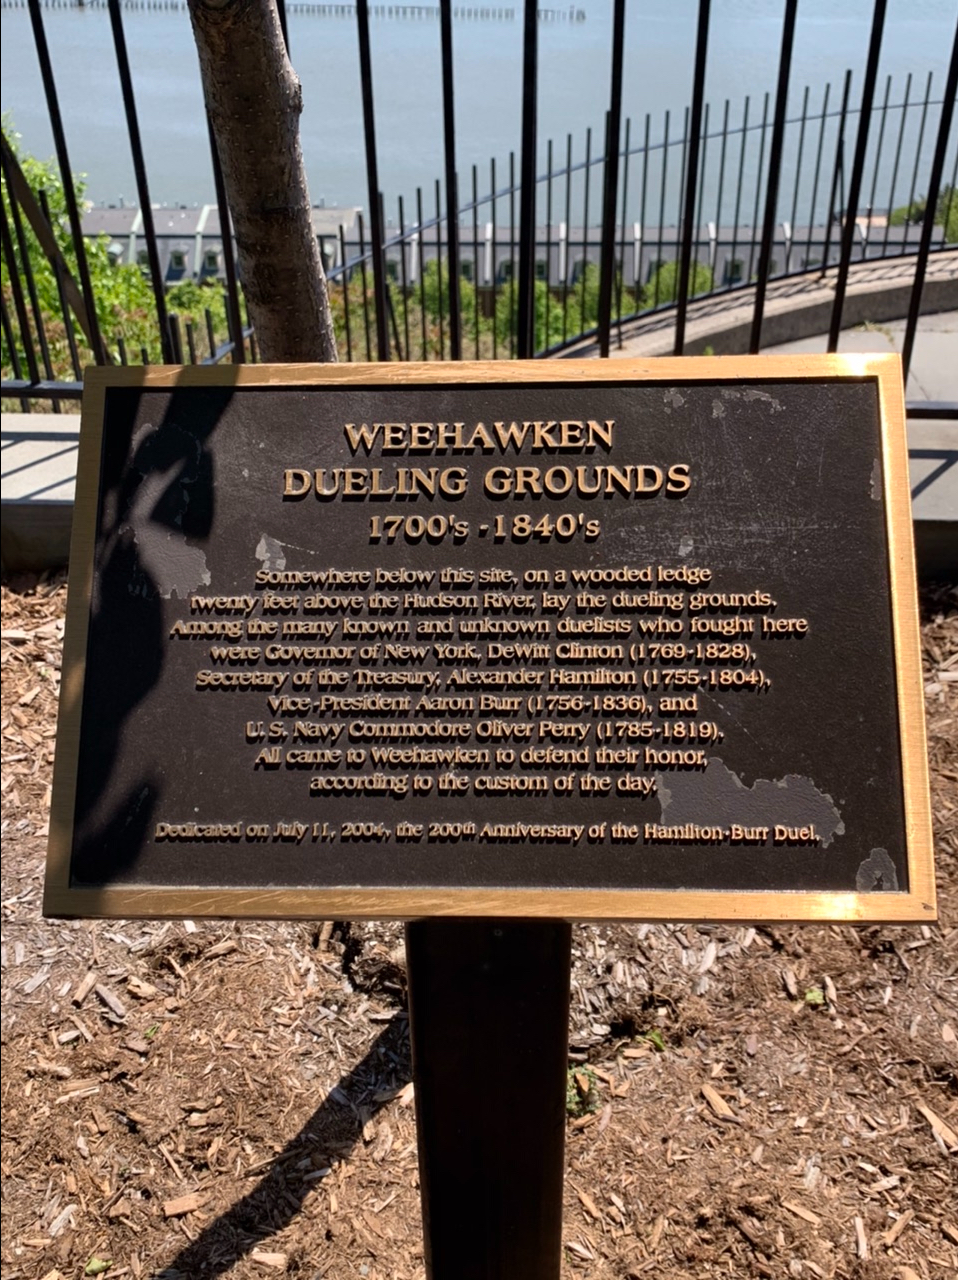 WEEHAWKEN
DUELING GROUNDS
1700's - 1840's
Somewhere below this site, on a wooded ledge
twenty feet above the Hudson River, lay the dueling grounds.
Among the many known and unknown duelists who fought here
were Governor of New York, DeWitt Clinton (1769-1828),
Secretary of the Treasury, Alexander Hamilton (1755-1804),
Vice-President Aaron Burr (1756-1836), and
U. S. Navy Commodore Oliver Perry (1785-1819).
All came to Weehawken to defend their honor,
according to the custom of the day.
Dedicated on July 11, 2004, the 200th Anniversary of the Hamilton-Burr Duel.